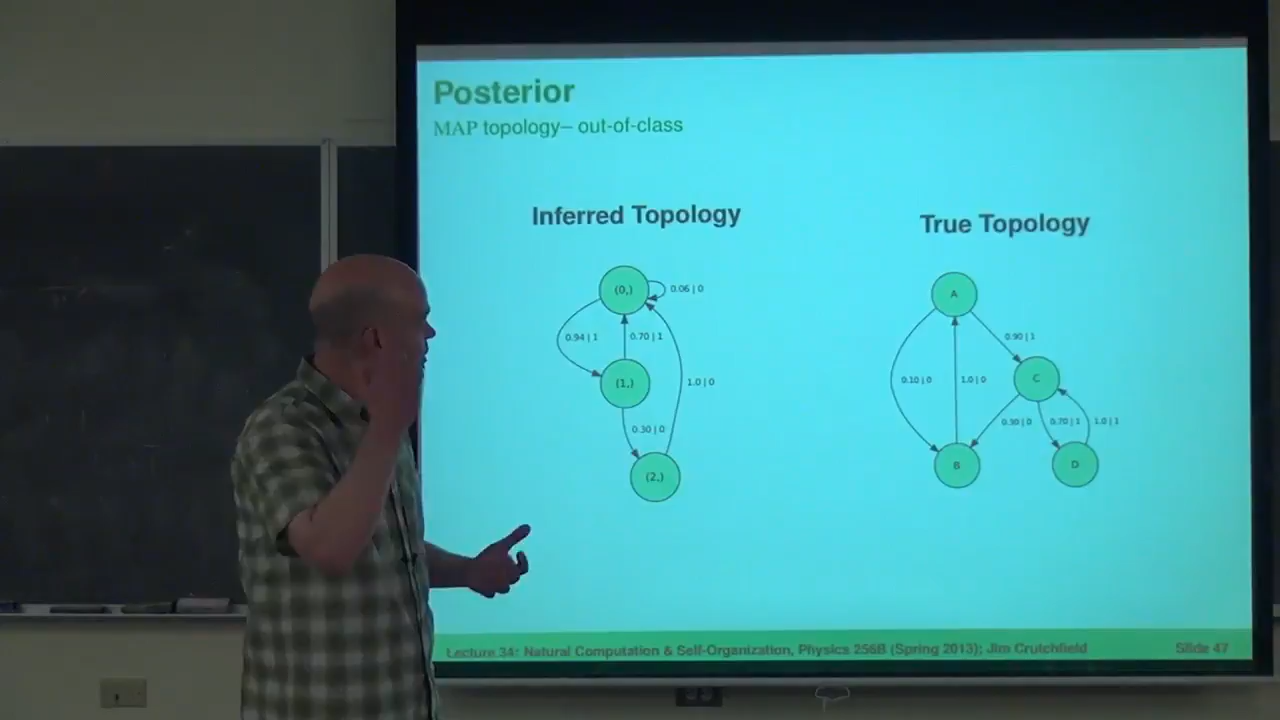 Posterior
MAP topology– out-of-class
Inferred Topology
True Topology
(0,)
0.06 | 0
0.94 | 1
0.70 | 1
(1,)
1.0 | 0
0.30 | 0
(2,)
A
0.90 | 1
0.10 | 0
1.0 | 0
C
0.30 | 0
0.70 | 1
1.0 | 1
B
D
Lecture 34: Natural Computation & Self-Organization, Physics 256B (Spring 2013); Jim Crutchfield
Slide 47